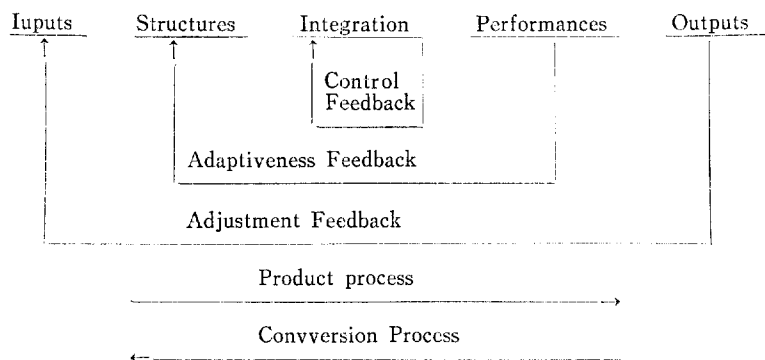 Iuputs Structures Integration Performances Outputs
Control
Feedback
Adaptiveness Feedback
Adjustment Feedback
Product process
Convversion Process